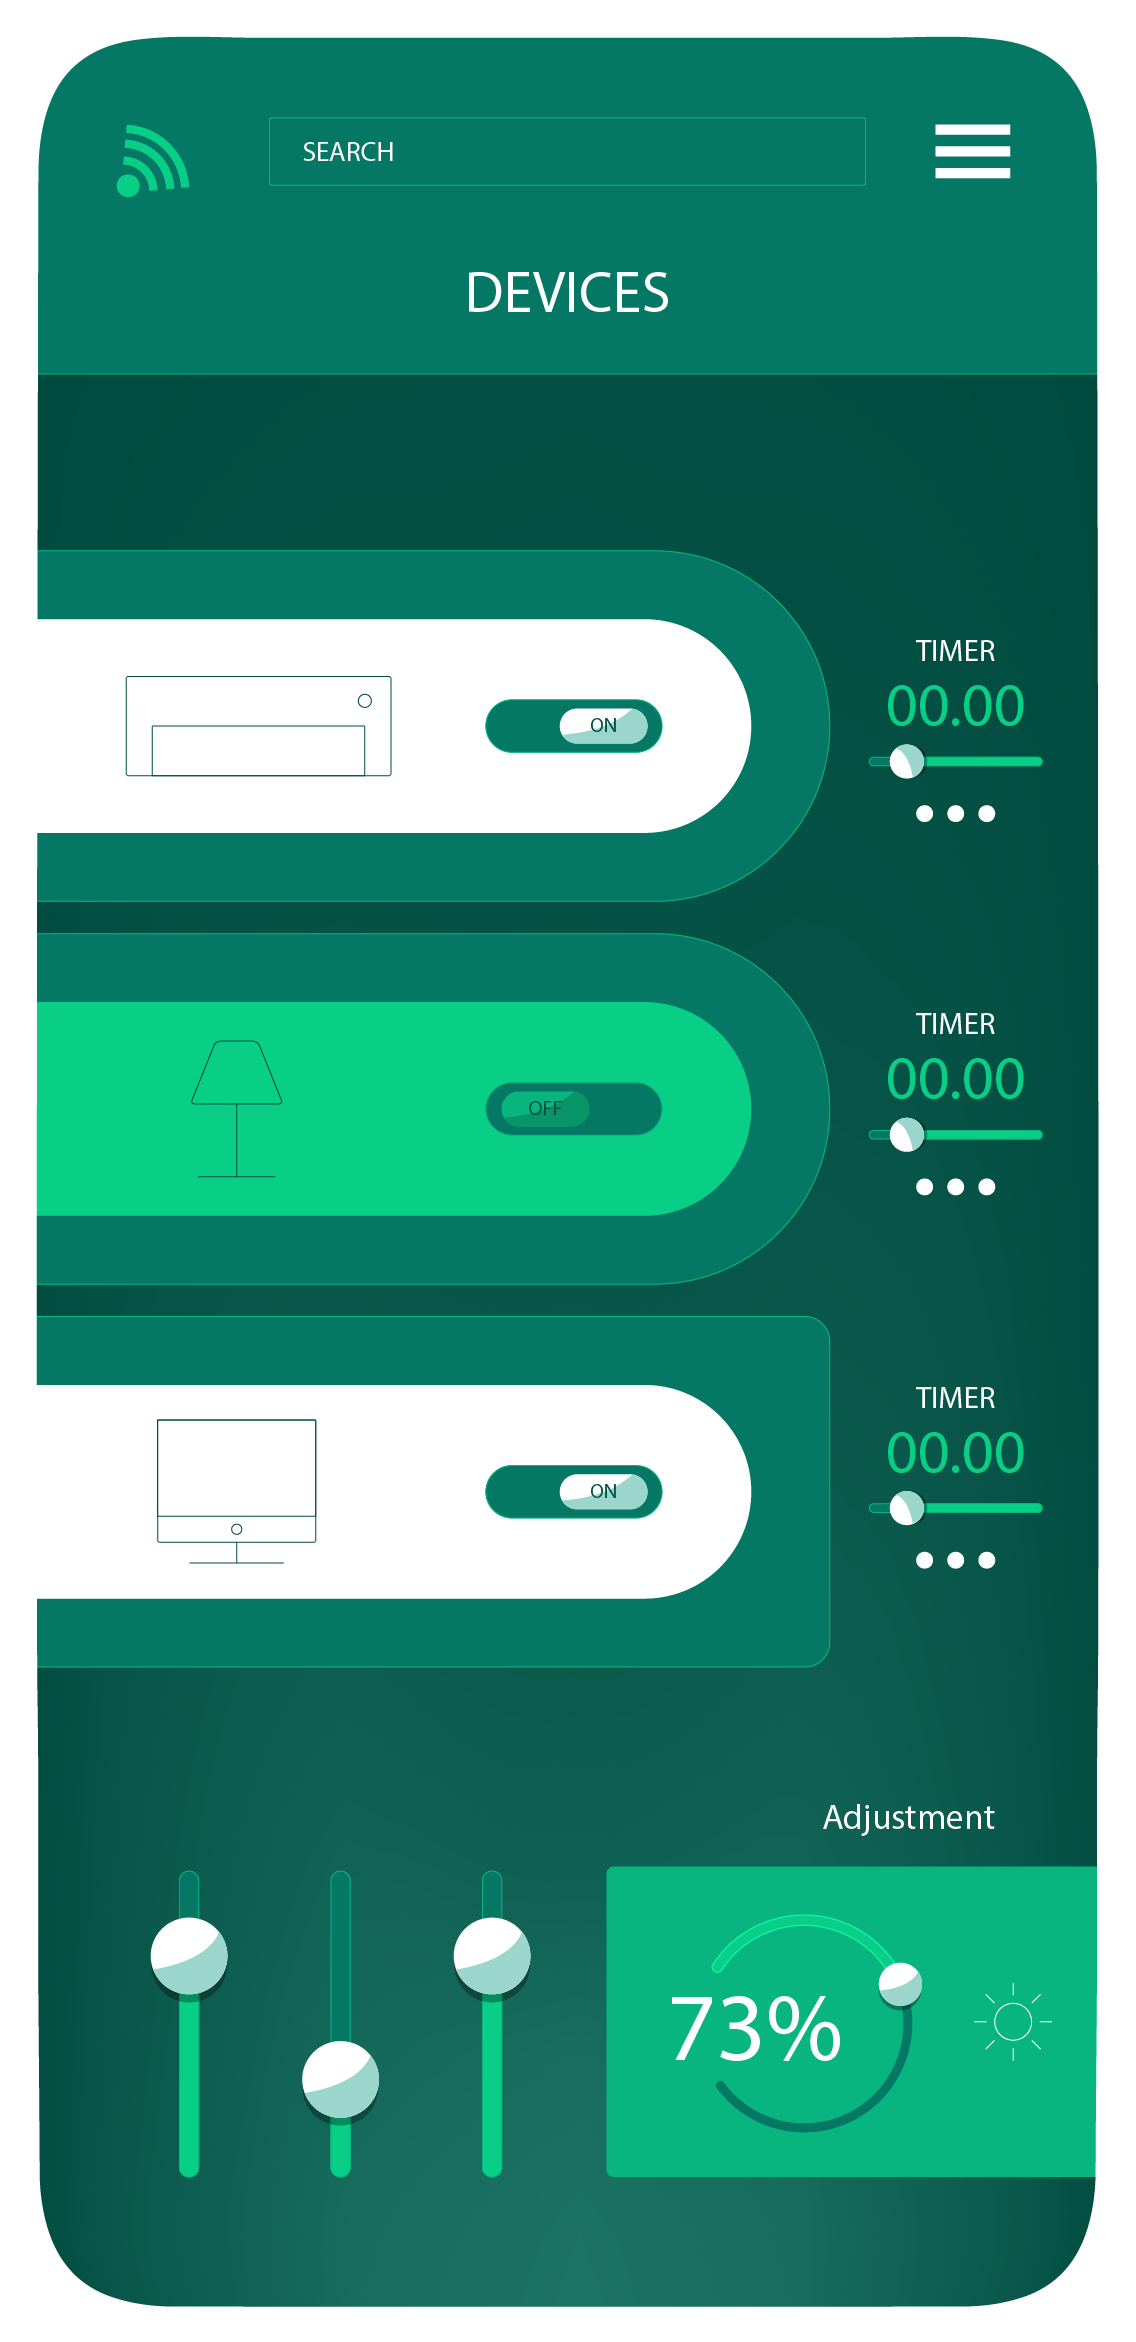 SEARCH
DEVICES
TIMER
00.00
ON
TIMER
00.00
OFF
TIMER
00.00
ON
Adjustment
73%